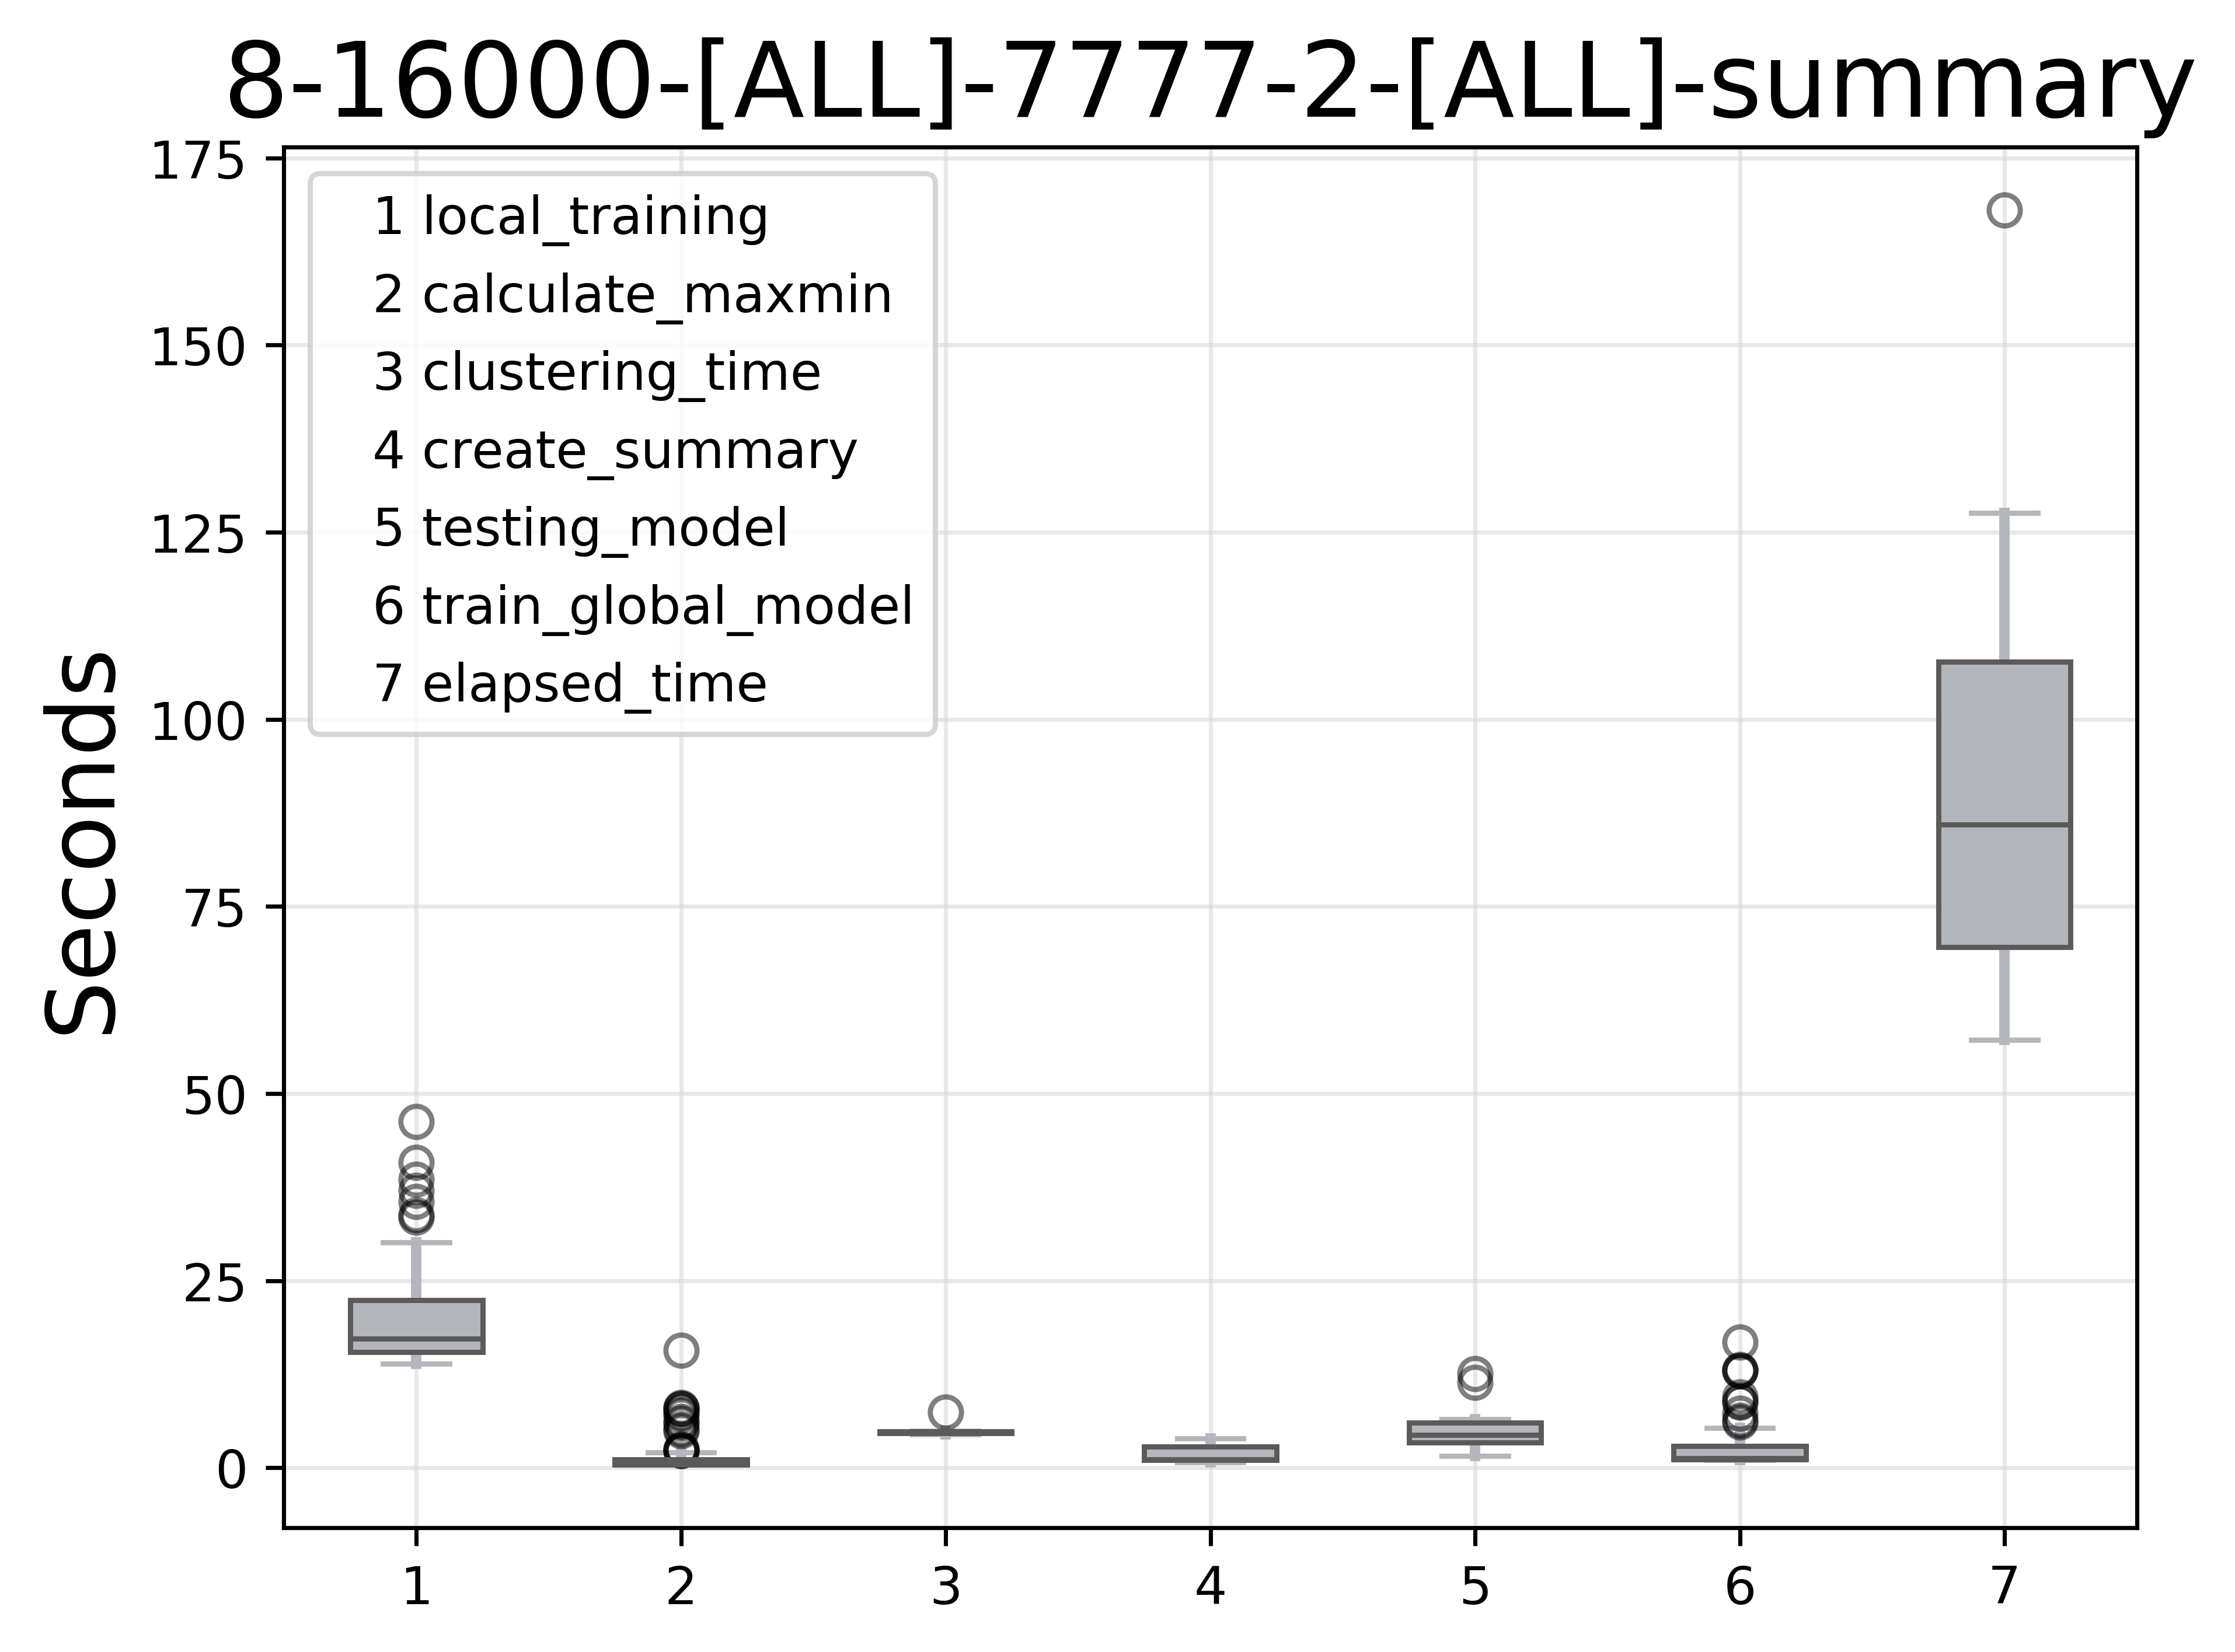 8-16000-[ALL]-7777-2-[ALL]-summary
Seconds
175
150
125
100
75
50
25
0
1 local_training
2 calculate_maxmin
3 clustering_time
4 create_summary
5 testing_model
6 train_global_model
7 elapsed_time
1 2 3 4 5 6 7